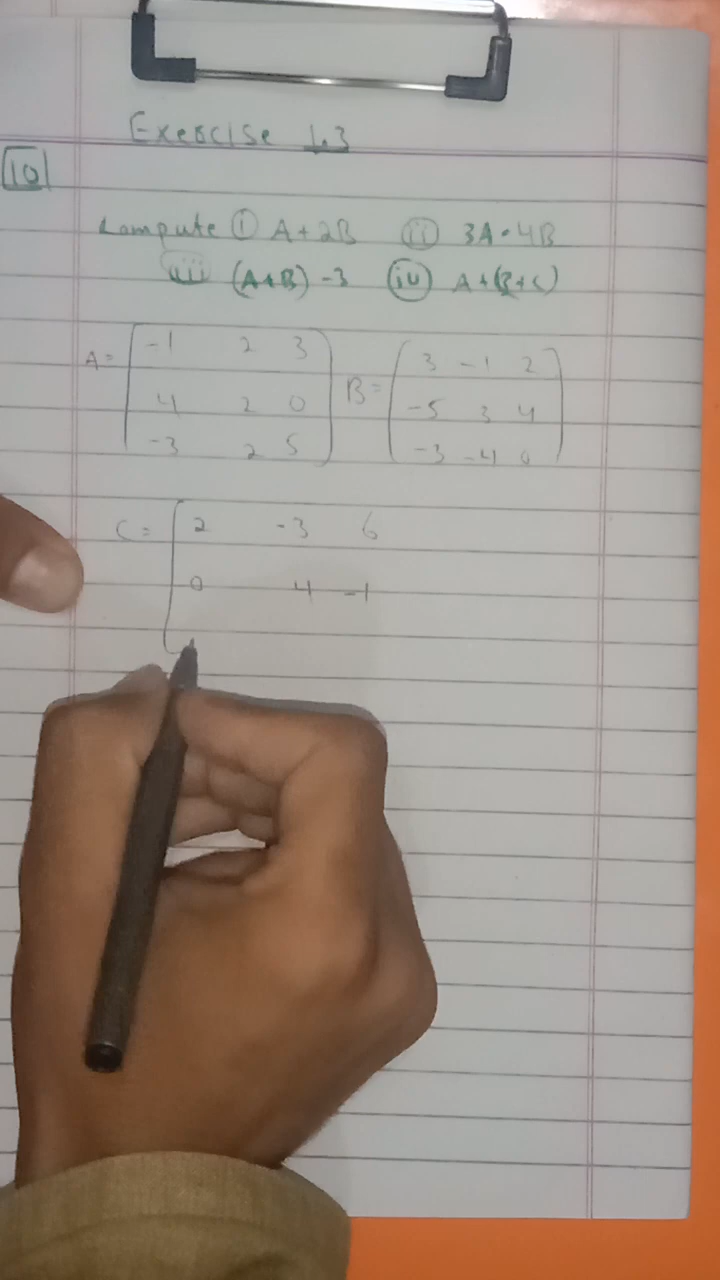 Exercise 1.3
10
Compute (i) A+2B (ii) 3A-4B
(iii) (A+B)-3 (iv) A+(B+C)
A= -1 2 3 B= 3 -1 2
4 2 0 -5 3 4
-3 2 5 -3 -4 0
C= 2 -3 6
0 4 -1